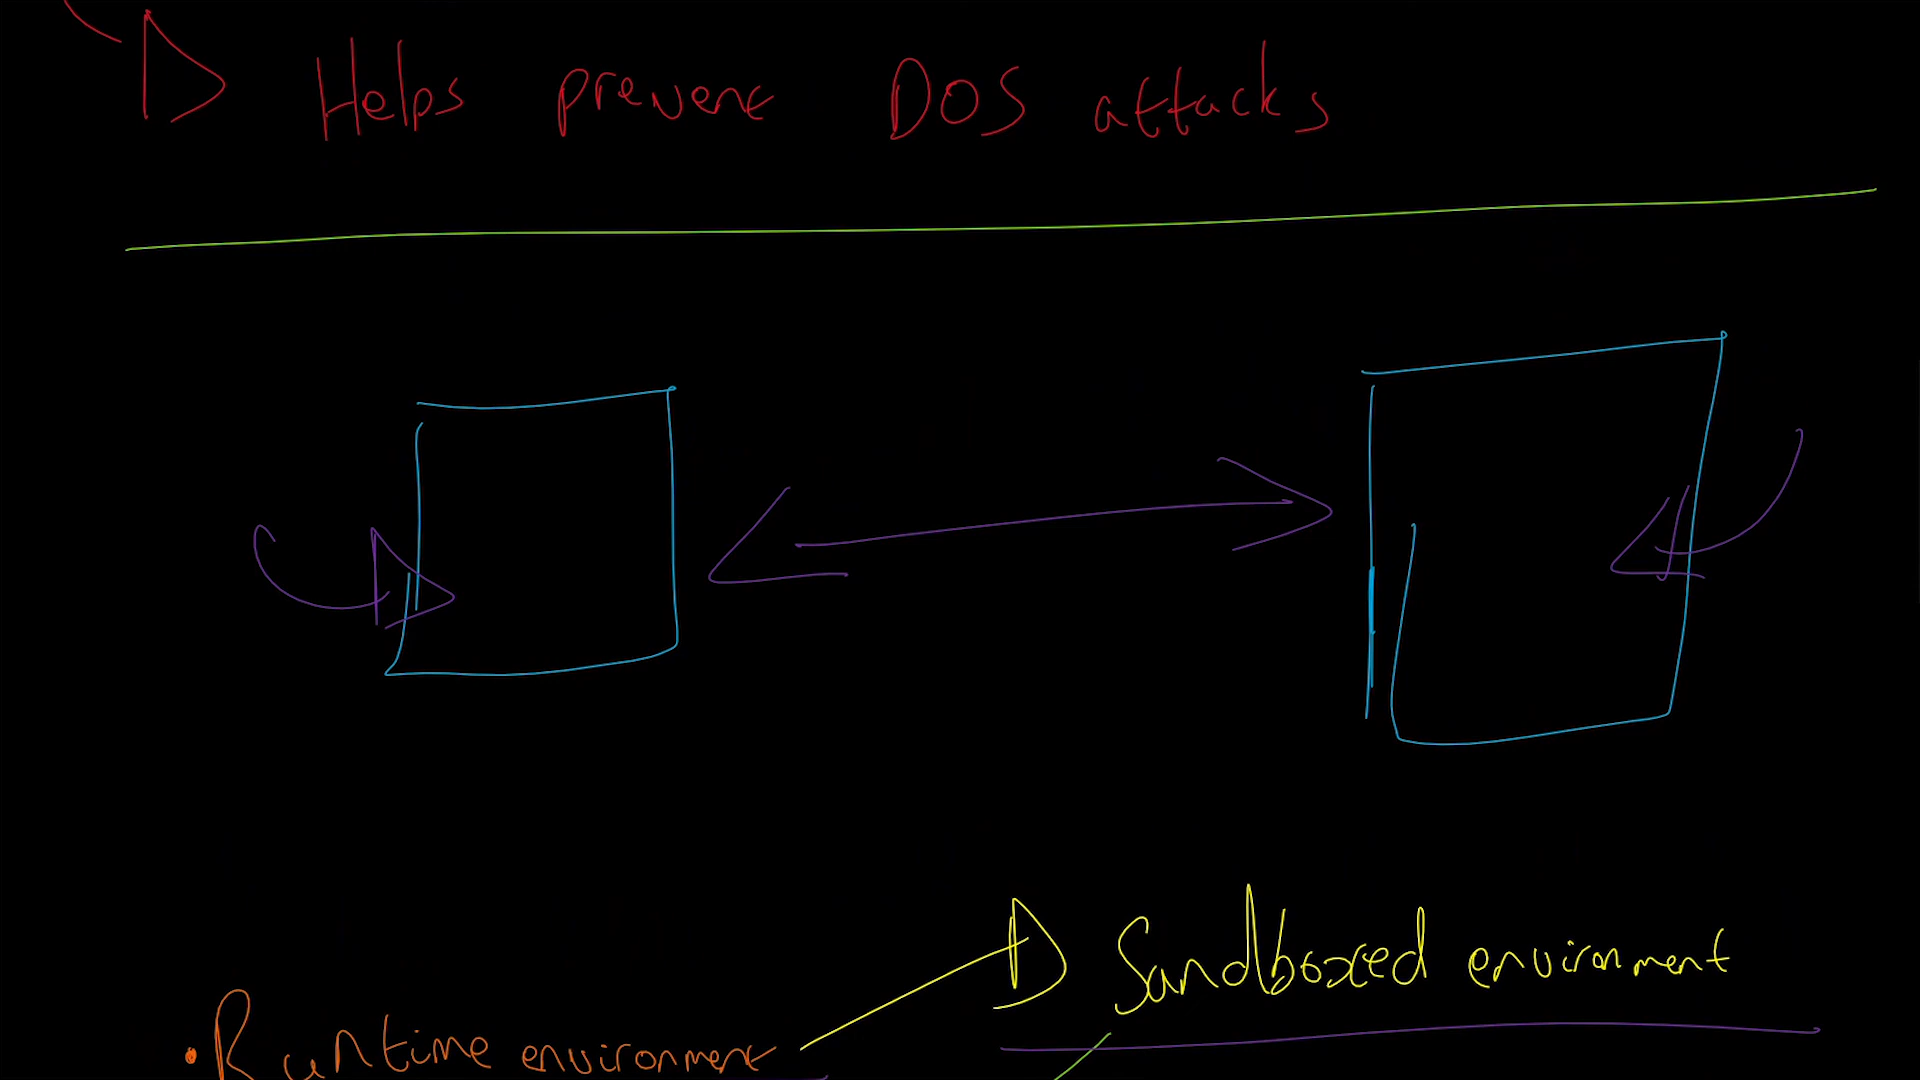 Helps prevent DOS attacks
Sandboxed environment
• Runtime environment